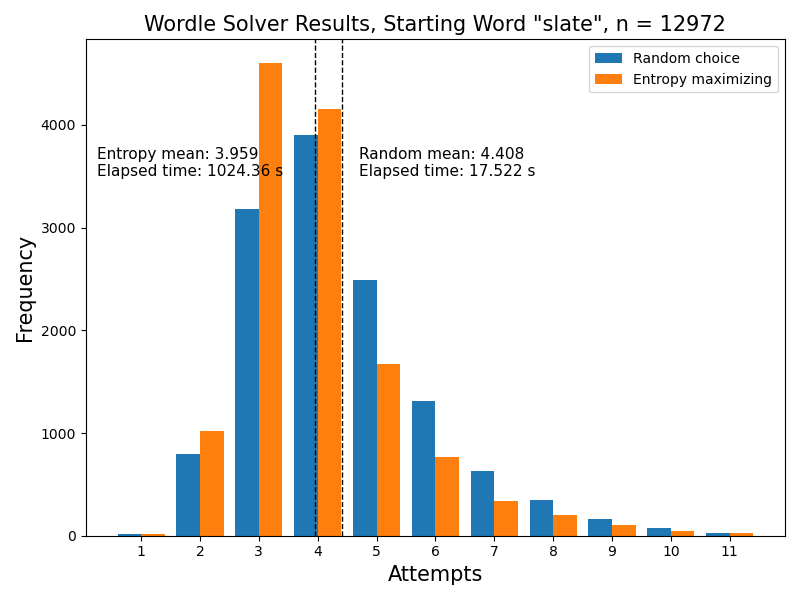 Wordle Solver Results, Starting Word "slate", n = 12972
Random choice
Entropy maximizing
Entropy mean: 3.959
Elapsed time: 1024.36 s
Random mean: 4.408
Elapsed time: 17.522 s
Frequency
4000
3000
2000
1000
0
1 2 3 4 5 6 7 8 9 10 11
Attempts